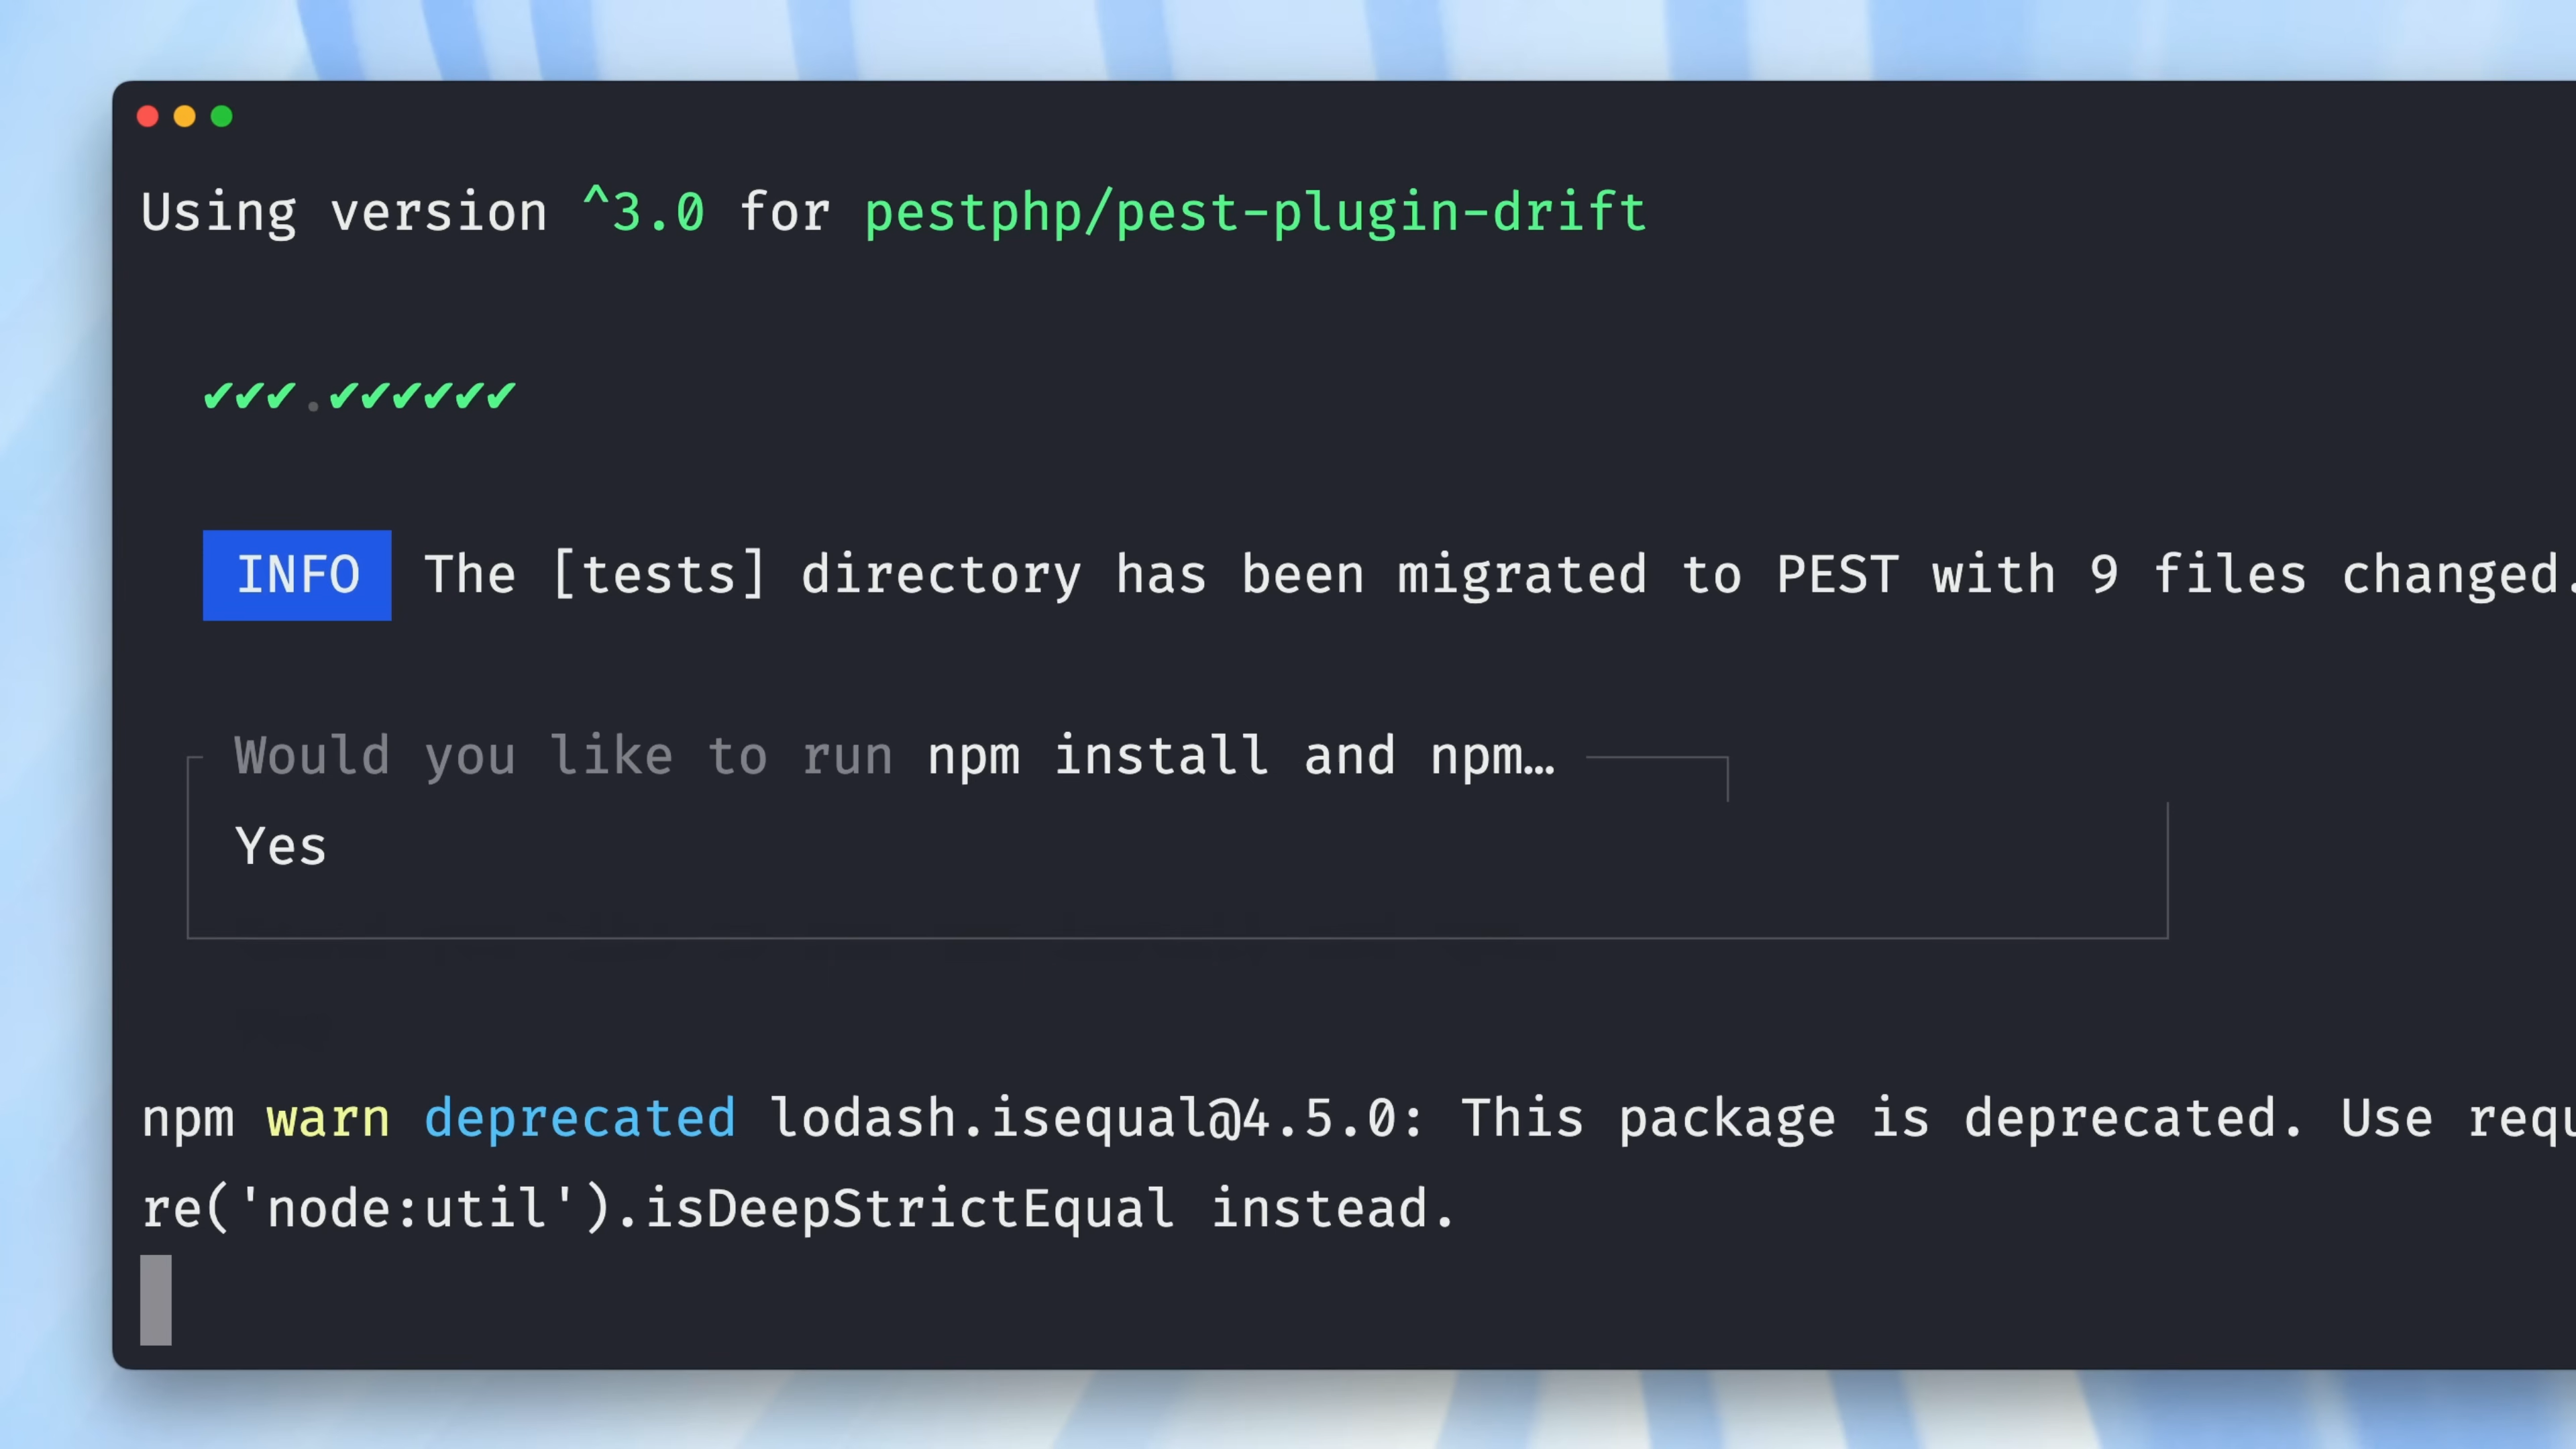 Using version ^3.0 for pestphp/pest-plugin-drift
✔✔✔.✔✔✔✔✔✔
INFO The [tests] directory has been migrated to PEST with 9 files changed.
Would you like to run npm install and npm…
Yes
npm warn deprecated lodash.isequal@4.5.0: This package is deprecated. Use requ
re('node:util').isDeepStrictEqual instead.